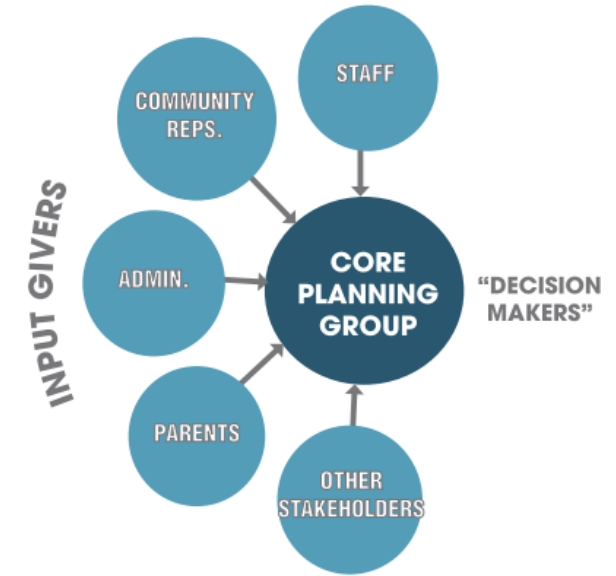 STAFF
COMMUNITY
REPS.
INPUT GIVERS
ADMIN.
CORE
PLANNING
GROUP
“DECISION
MAKERS”
PARENTS
OTHER
STAKEHOLDERS